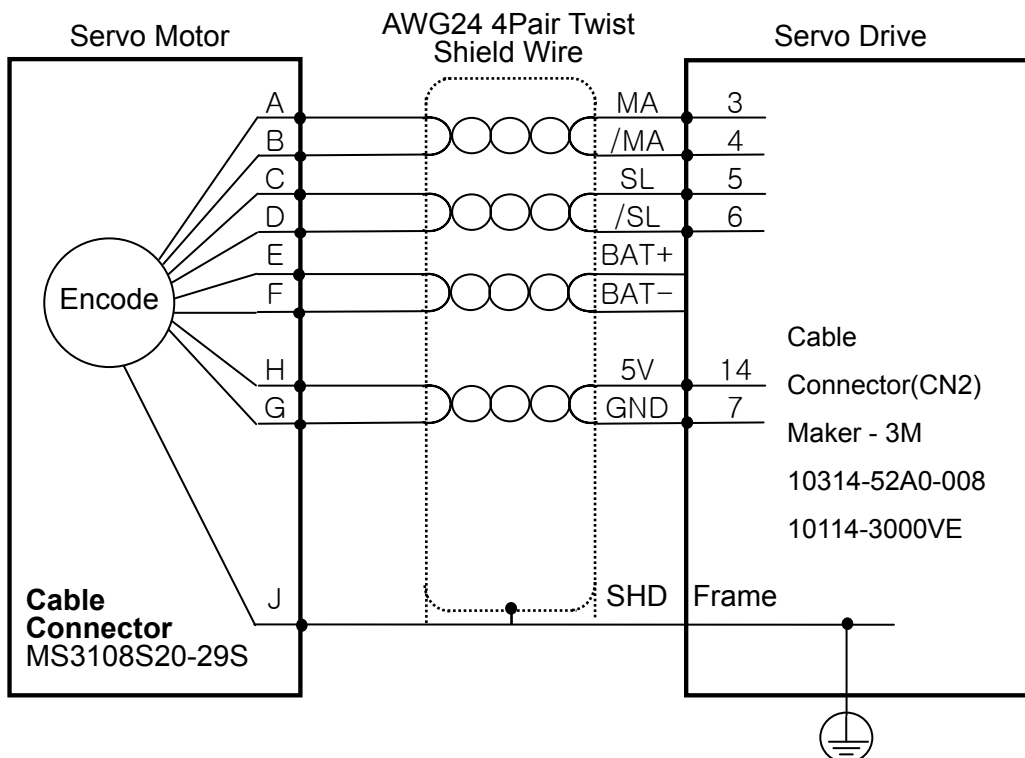 Servo Motor
AWG24 4Pair Twist
Shield Wire
Servo Drive
A
MA
3
B
/MA
4
C
SL
5
D
/SL
6
E
BAT+
F
BAT-
Encode
H
5V
14
G
GND
7
Cable
Connector(CN2)
Maker - 3M
10314-52A0-008
10114-3000VE
J
SHD
Frame
Cable
Connector
MS3108S20-29S